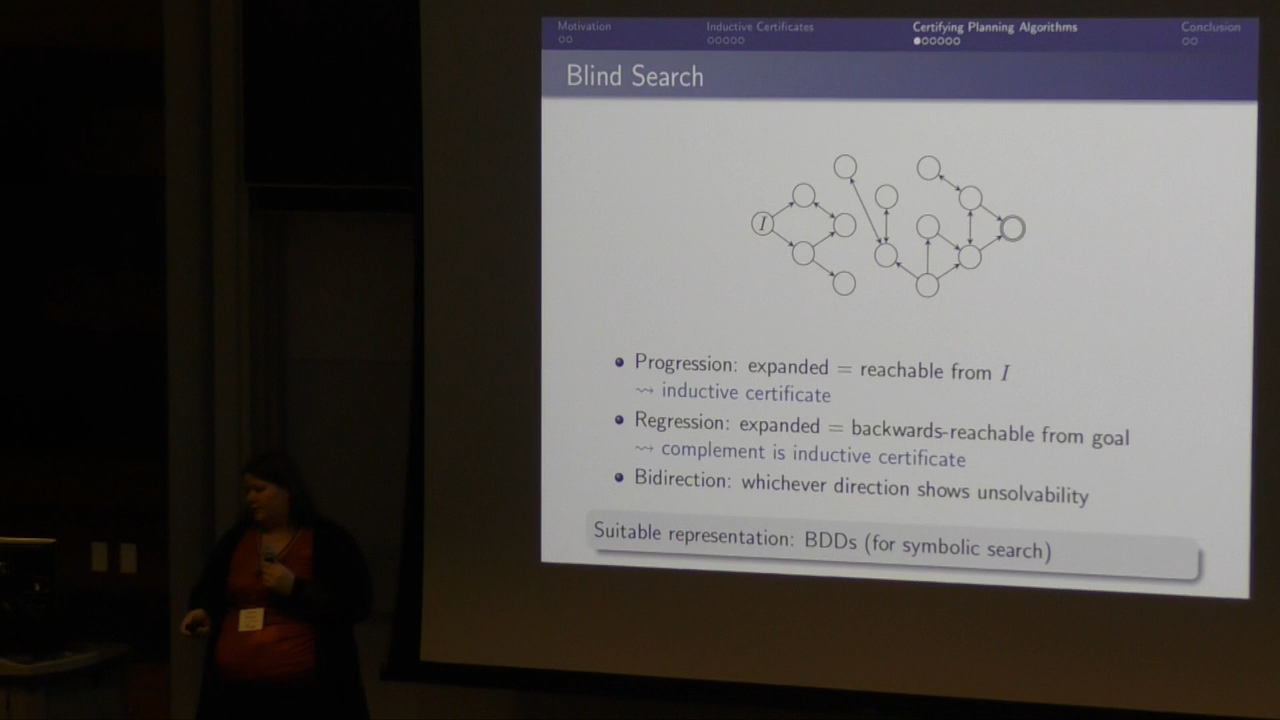 Motivation
Inductive Certificates
Certifying Planning Algorithms
Conclusion
Blind Search
I
Progression: expanded = reachable from I
⇝ inductive certificate
Regression: expanded = backwards-reachable from goal
⇝ complement is inductive certificate
Bidirection: whichever direction shows unsolvability
Suitable representation: BDDs (for symbolic search)